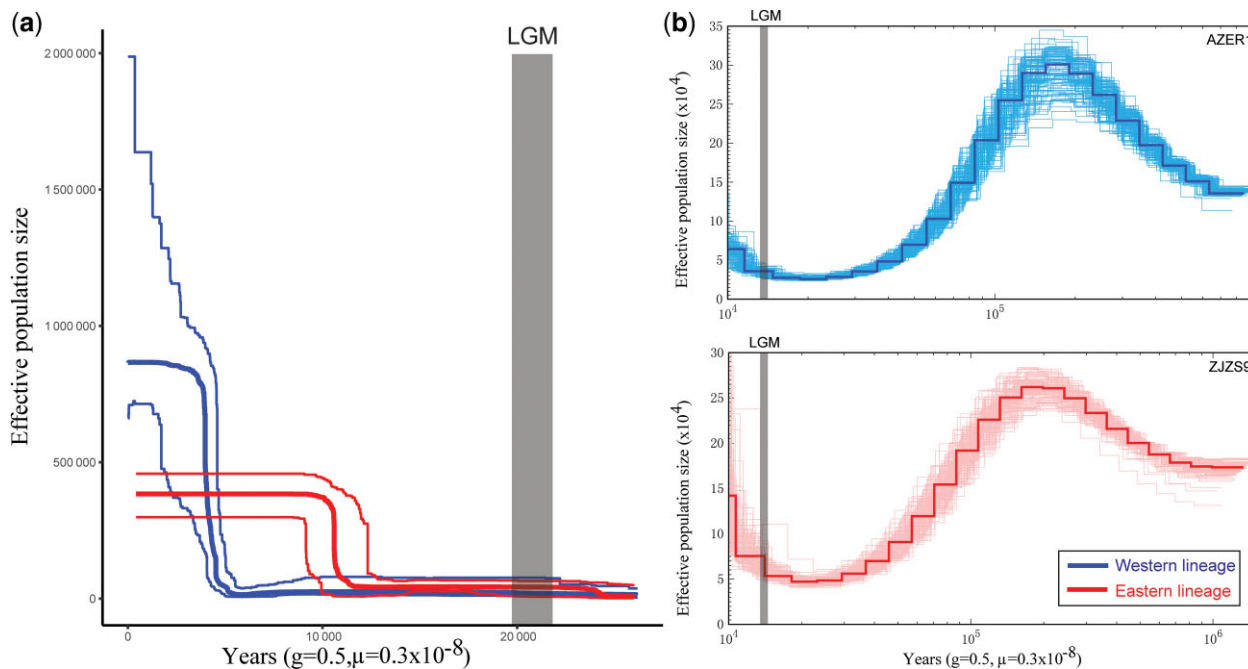 (a)
LGM
Effective population size
2 000 000
1 500 000
1 000 000
500 000
0
0
10 000
20 000
Years (g=0.5,μ=0.3x10-8)
(b)
LGM
AZER1
Effective population size (x10⁴)
35
30
25
20
15
10
5
0
10⁴
10⁵
LGM
ZJZS9
Effective population size (x10⁴)
30
25
20
15
10
5
0
10⁴
10⁵
10⁶
Years (g=0.5, μ=0.3x10-8)
Western lineage
Eastern lineage